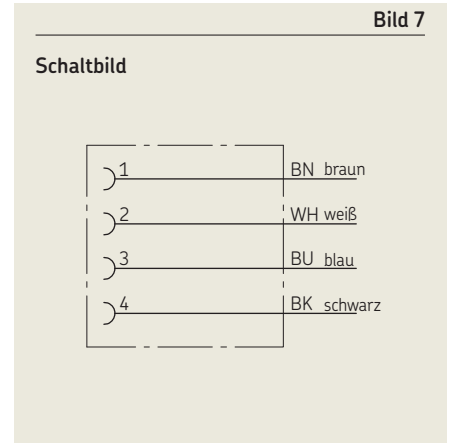 Bild 7
Schaltbild
1 BN braun
2 WH weiß
3 BU blau
4 BK schwarz